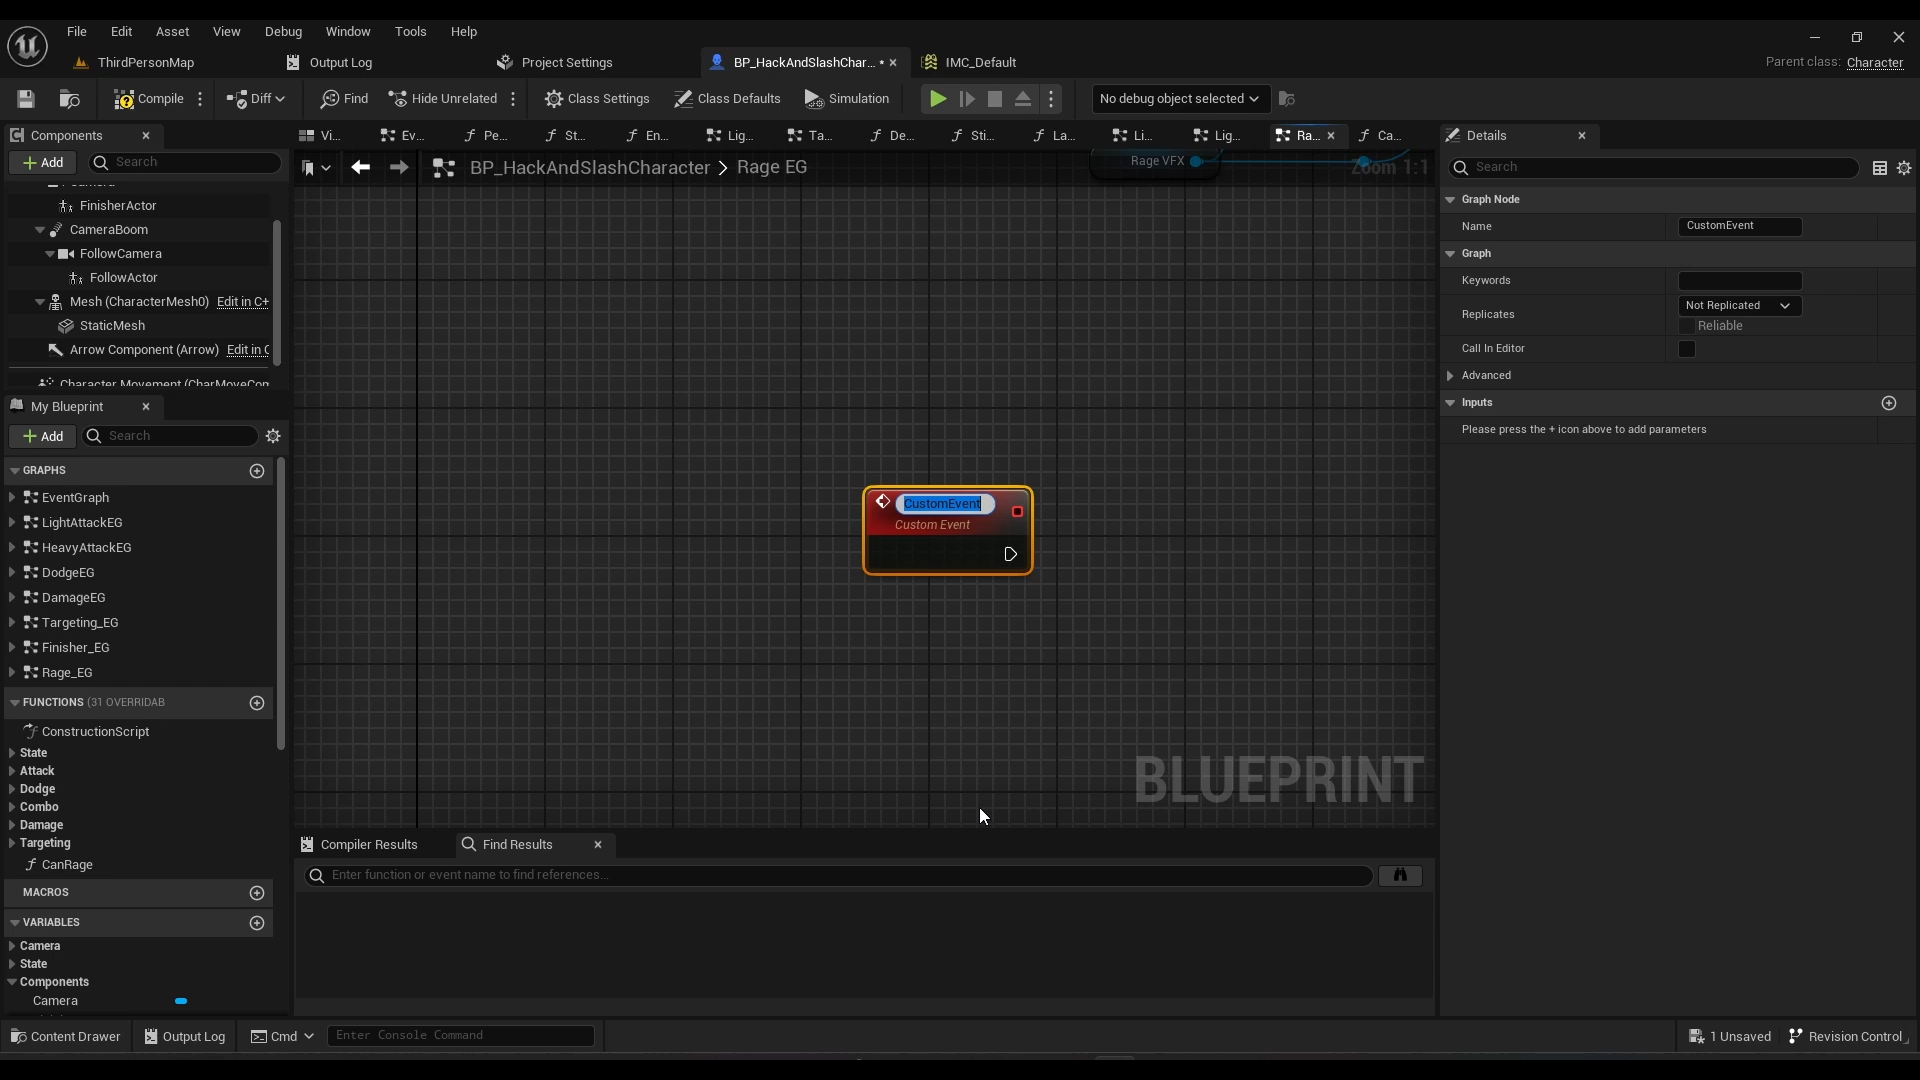 File Edit Asset View Debug Window Tools Help
ThirdPersonMap Output Log Project Settings BP_HackAndSlashChar... • IMC_Default
Parent class: Character
Compile Diff Find Hide Unrelated Class Settings Class Defaults Simulation No debug object selected
Components
Add Search
FinisherActor
CameraBoom
FollowCamera
FollowActor
Mesh (CharacterMesh0) Edit in C+
StaticMesh
Arrow Component (Arrow) Edit in C
Character Movement (CharMoveCom
My Blueprint
Add Search
GRAPHS
EventGraph
LightAttackEG
HeavyAttackEG
DodgeEG
DamageEG
Targeting_EG
Finisher_EG
Rage_EG
FUNCTIONS (31 OVERRIDAB
ConstructionScript
State
Attack
Dodge
Combo
Damage
Targeting
CanRage
MACROS
VARIABLES
Camera
State
Components
Camera
Vi... Ev... Pe... St... En... Lig... Ta... De... Sti... La... Li... Lig... Ra... Ca...
BP_HackAndSlashCharacter > Rage EG
Rage VFX
Zoom 1:1
CustomEvent
Custom Event
BLUEPRINT
Compiler Results Find Results
Enter function or event name to find references...
Details
Search
Graph Node
Name CustomEvent
Graph
Keywords
Replicates Not Replicated
Reliable
Call In Editor
Advanced
Inputs
Please press the + icon above to add parameters
Content Drawer Output Log Cmd Enter Console Command 1 Unsaved Revision Control